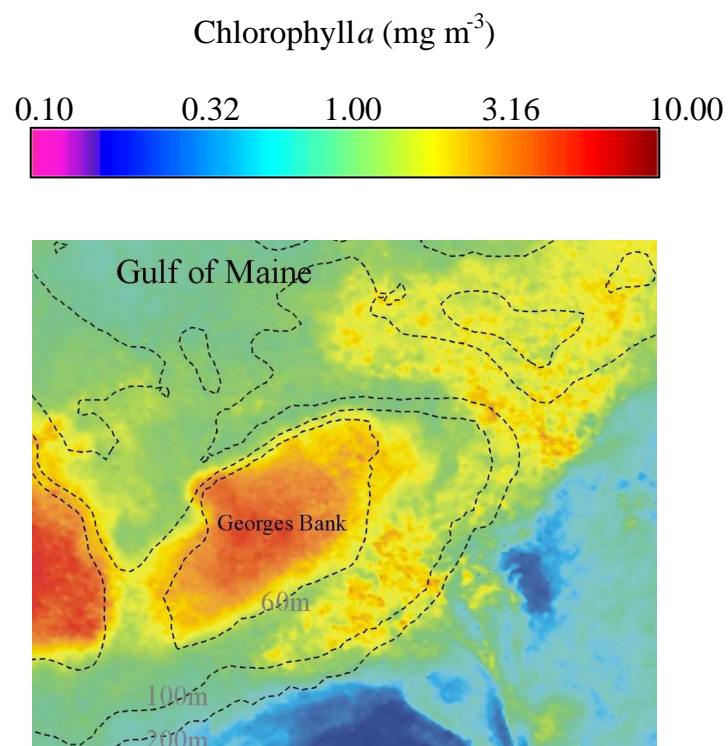 Chlorophyll a (mg m-3)
0.10 0.32 1.00 3.16 10.00
Gulf of Maine
Georges Bank
60m
100m
200m